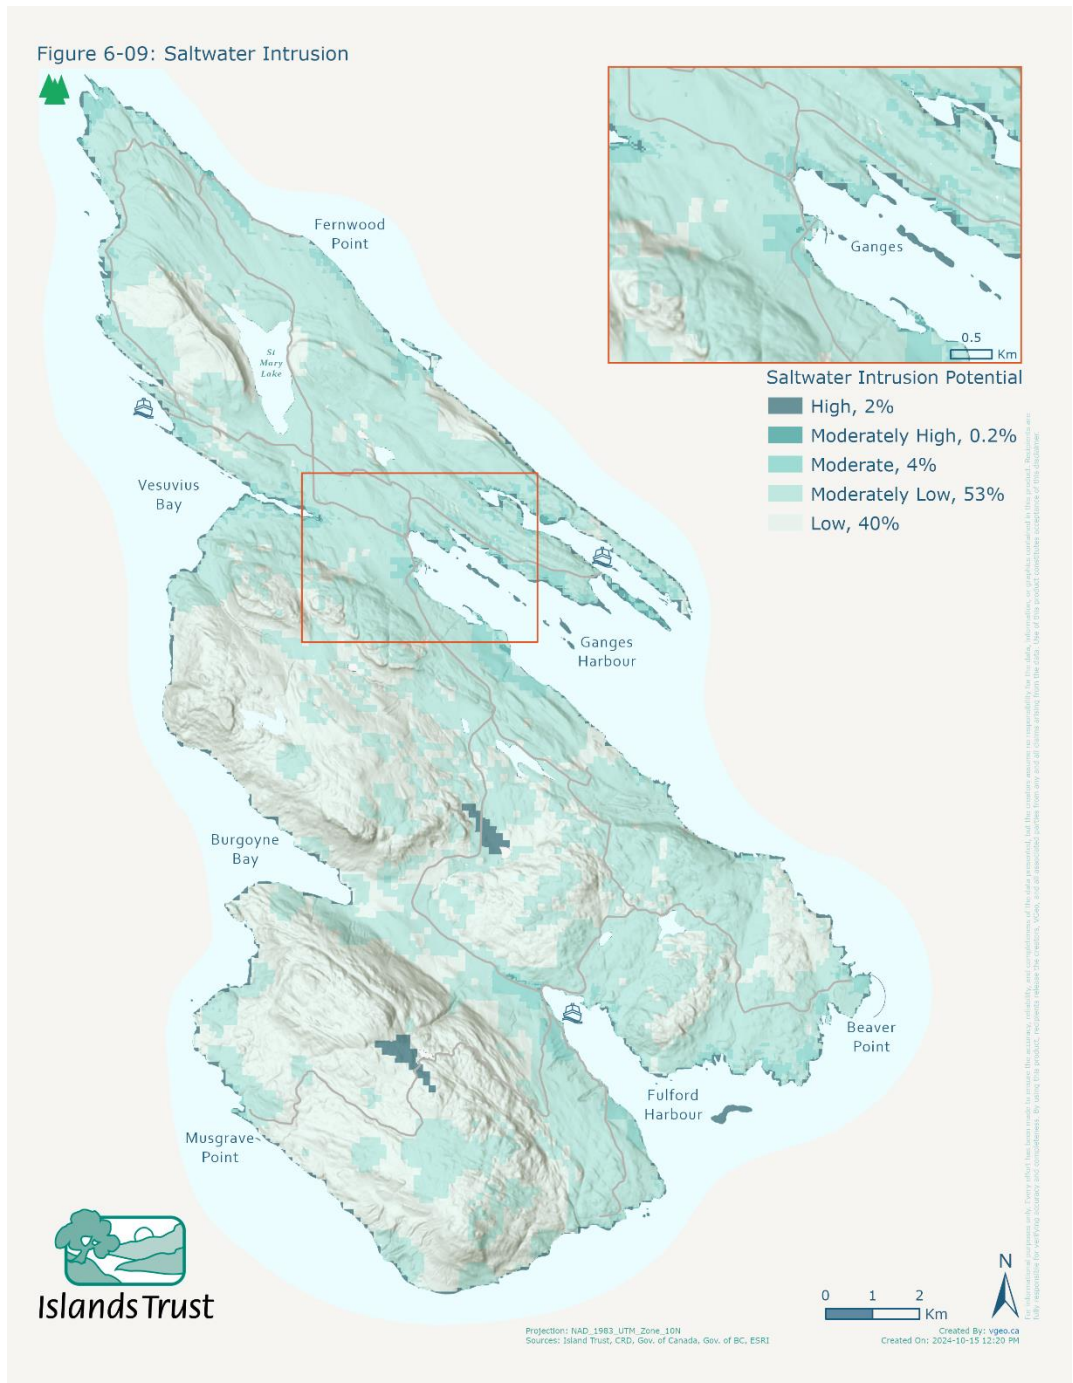 Figure 6-09: Saltwater Intrusion
Fernwood
Point
Ganges
0.5
Km
St
Mary
Lake
Saltwater Intrusion Potential
High, 2%
Moderately High, 0.2%
Moderate, 4%
Moderately Low, 53%
Low, 40%
Vesuvius
Bay
Ganges
Harbour
Burgoyne
Bay
Beaver
Point
Fulford
Harbour
Musgrave
Point
Islands Trust
N
0 1 2
Km
Projection: NAD_1983_UTM_Zone_10N
Sources: Island Trust, CRD, Gov. of Canada, Gov. of BC, ESRI
Created By: vgeo.ca
Created On: 2024-10-15 12:20 PM